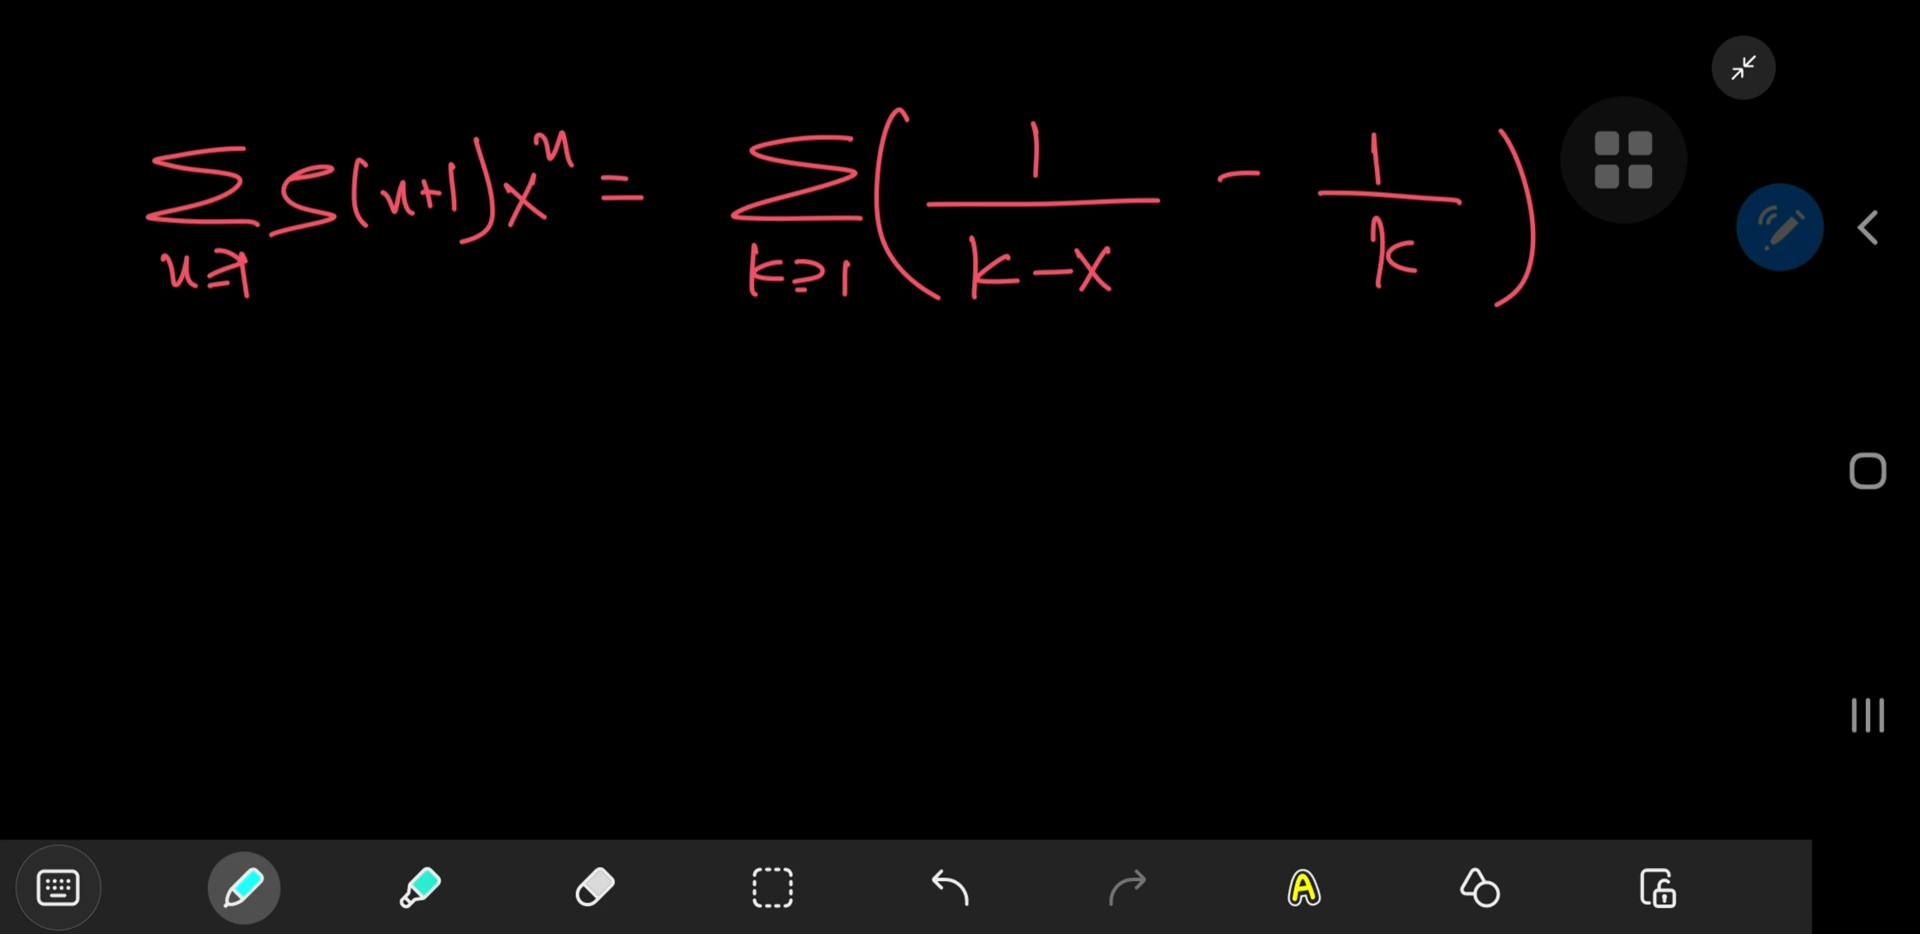 ∑_{n≥1} ζ(n+1)x^n = ∑_{k≥1} ( 1/(k-x) - 1/k )
A